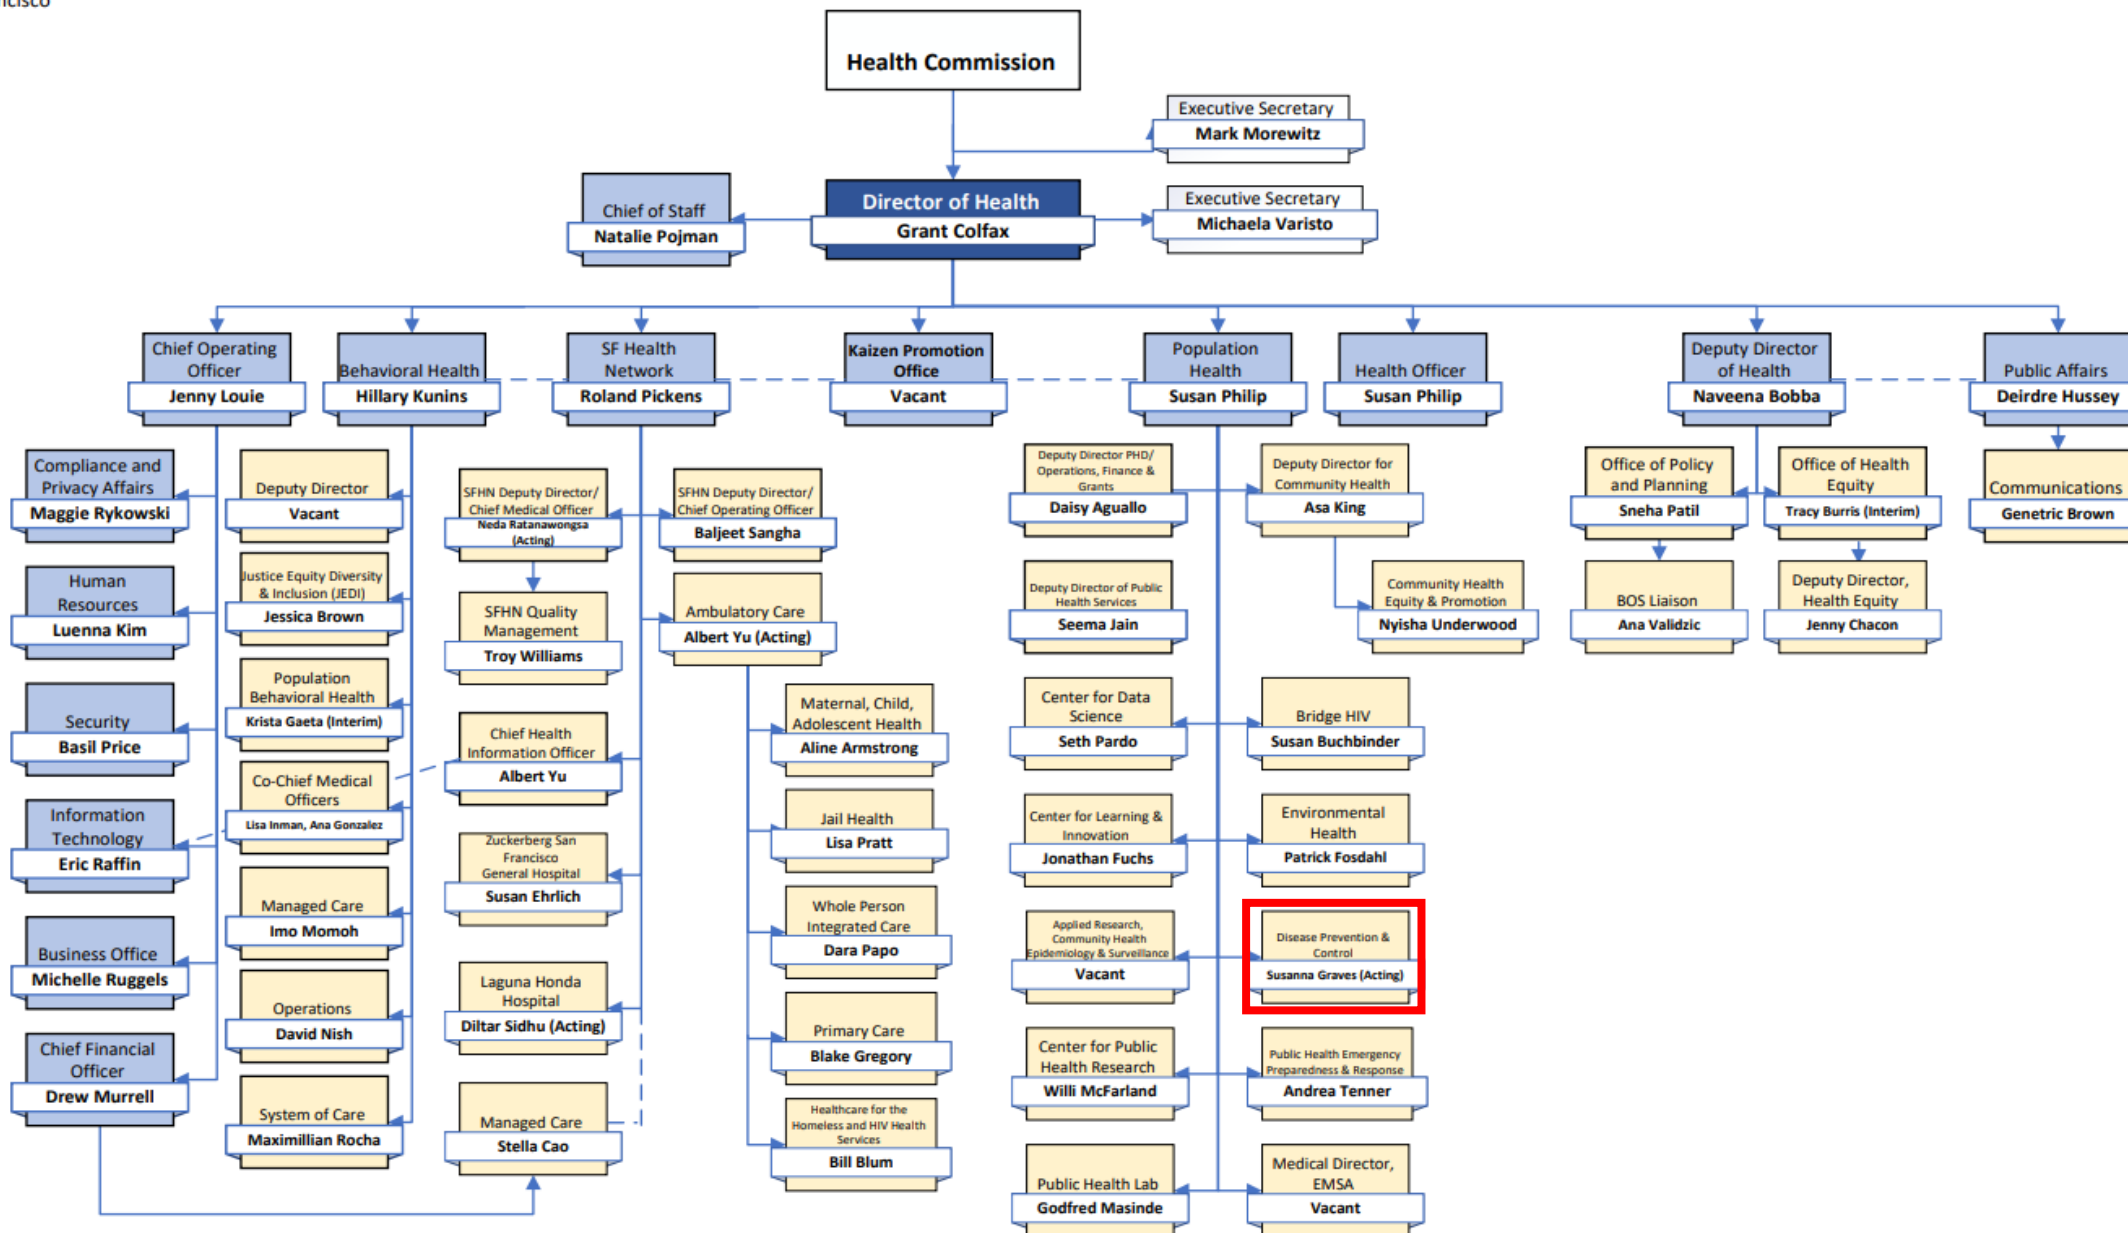 Health Commission
Executive Secretary
Mark Morewitz
Chief of Staff
Natalie Pojman
Director of Health
Grant Colfax
Executive Secretary
Michaela Varisto
Chief Operating
Officer
Jenny Louie
Behavioral Health
Hillary Kunins
SF Health
Network
Roland Pickens
Kaizen Promotion
Office
Vacant
Population
Health
Susan Philip
Health Officer
Susan Philip
Deputy Director
of Health
Naveena Bobba
Public Affairs
Deirdre Hussey
Compliance and
Privacy Affairs
Maggie Rykowski
Human
Resources
Luenna Kim
Security
Basil Price
Information
Technology
Eric Raffin
Business Office
Michelle Ruggels
Chief Financial
Officer
Drew Murrell
Deputy Director
Vacant
Justice Equity Diversity
& Inclusion (JEDI)
Jessica Brown
Population
Behavioral Health
Krista Gaeta (Interim)
Co-Chief Medical
Officers
Lisa Inman, Ana Gonzalez
Managed Care
Imo Momoh
Operations
David Nish
System of Care
Maximillian Rocha
SFHN Deputy Director/
Chief Medical Officer
Neda Ratanawongsa
(Acting)
SFHN Quality
Management
Troy Williams
Chief Health
Information Officer
Albert Yu
Zuckerberg San
Francisco
General Hospital
Susan Ehrlich
Laguna Honda
Hospital
Diltar Sidhu (Acting)
Managed Care
Stella Cao
SFHN Deputy Director/
Chief Operating Officer
Baljeet Sangha
Ambulatory Care
Albert Yu (Acting)
Maternal, Child,
Adolescent Health
Aline Armstrong
Jail Health
Lisa Pratt
Whole Person
Integrated Care
Dara Papo
Primary Care
Blake Gregory
Healthcare for the
Homeless and HIV Health
Services
Bill Blum
Deputy Director PHD/
Operations, Finance &
Grants
Daisy Aguallo
Deputy Director for
Community Health
Asa King
Deputy Director of Public
Health Services
Seema Jain
Community Health
Equity & Promotion
Nyisha Underwood
Center for Data
Science
Seth Pardo
Bridge HIV
Susan Buchbinder
Center for Learning &
Innovation
Jonathan Fuchs
Environmental
Health
Patrick Fosdahl
Applied Research,
Community Health
Epidemiology & Surveillance
Vacant
Disease Prevention &
Control
Susanna Graves (Acting)
Center for Public
Health Research
Willi McFarland
Public Health Emergency
Preparedness & Response
Andrea Tenner
Public Health Lab
Godfred Masinde
Medical Director,
EMSA
Vacant
Office of Policy
and Planning
Sneha Patil
BOS Liaison
Ana Validzic
Office of Health
Equity
Tracy Burris (Interim)
Deputy Director,
Health Equity
Jenny Chacon
Communications
Genetric Brown